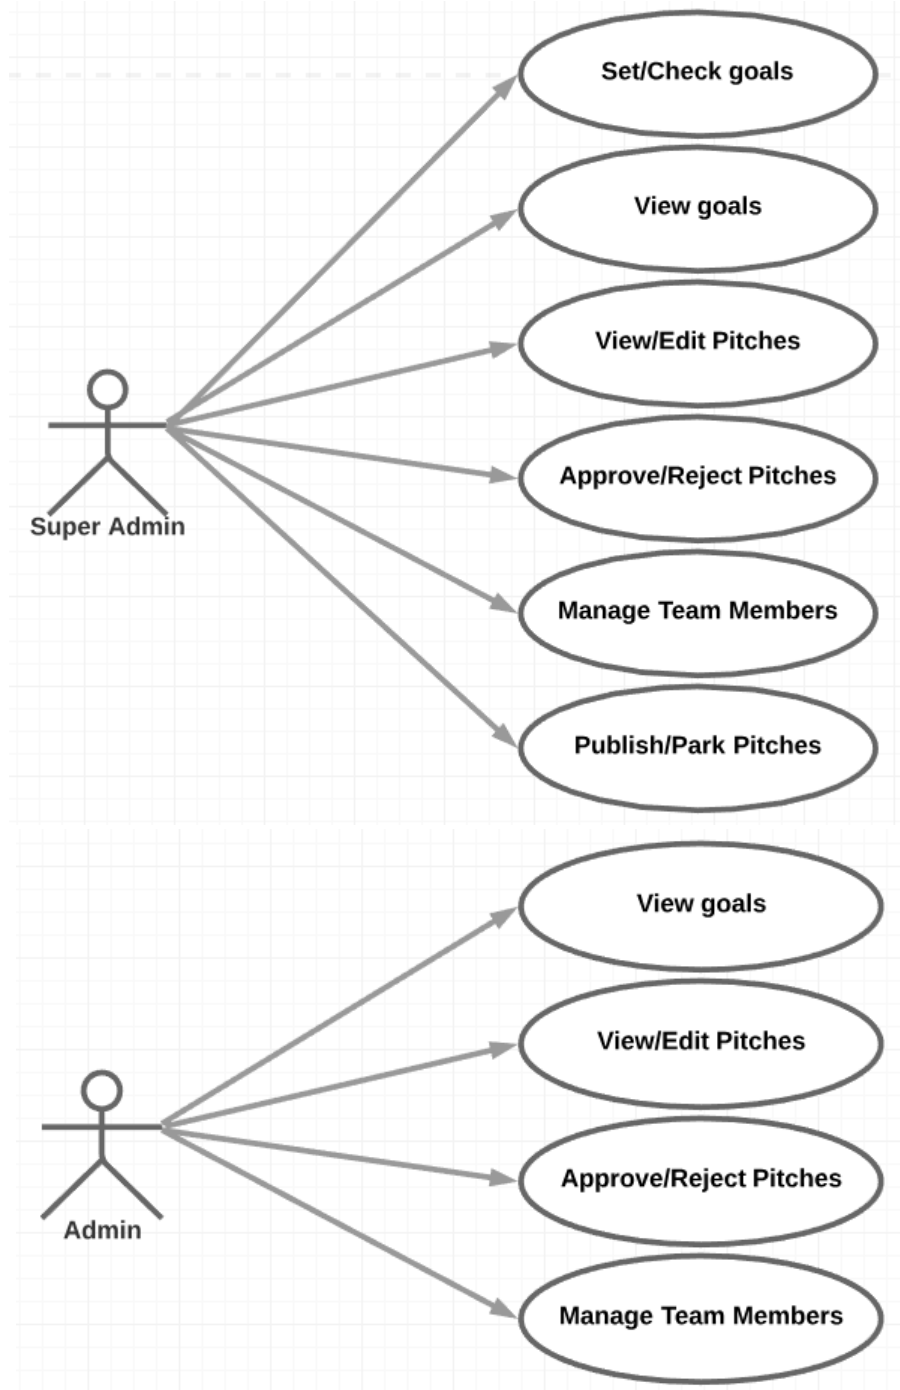 Set/Check goals
View goals
View/Edit Pitches
Approve/Reject Pitches
Super Admin
Manage Team Members
Publish/Park Pitches
View goals
View/Edit Pitches
Approve/Reject Pitches
Admin
Manage Team Members